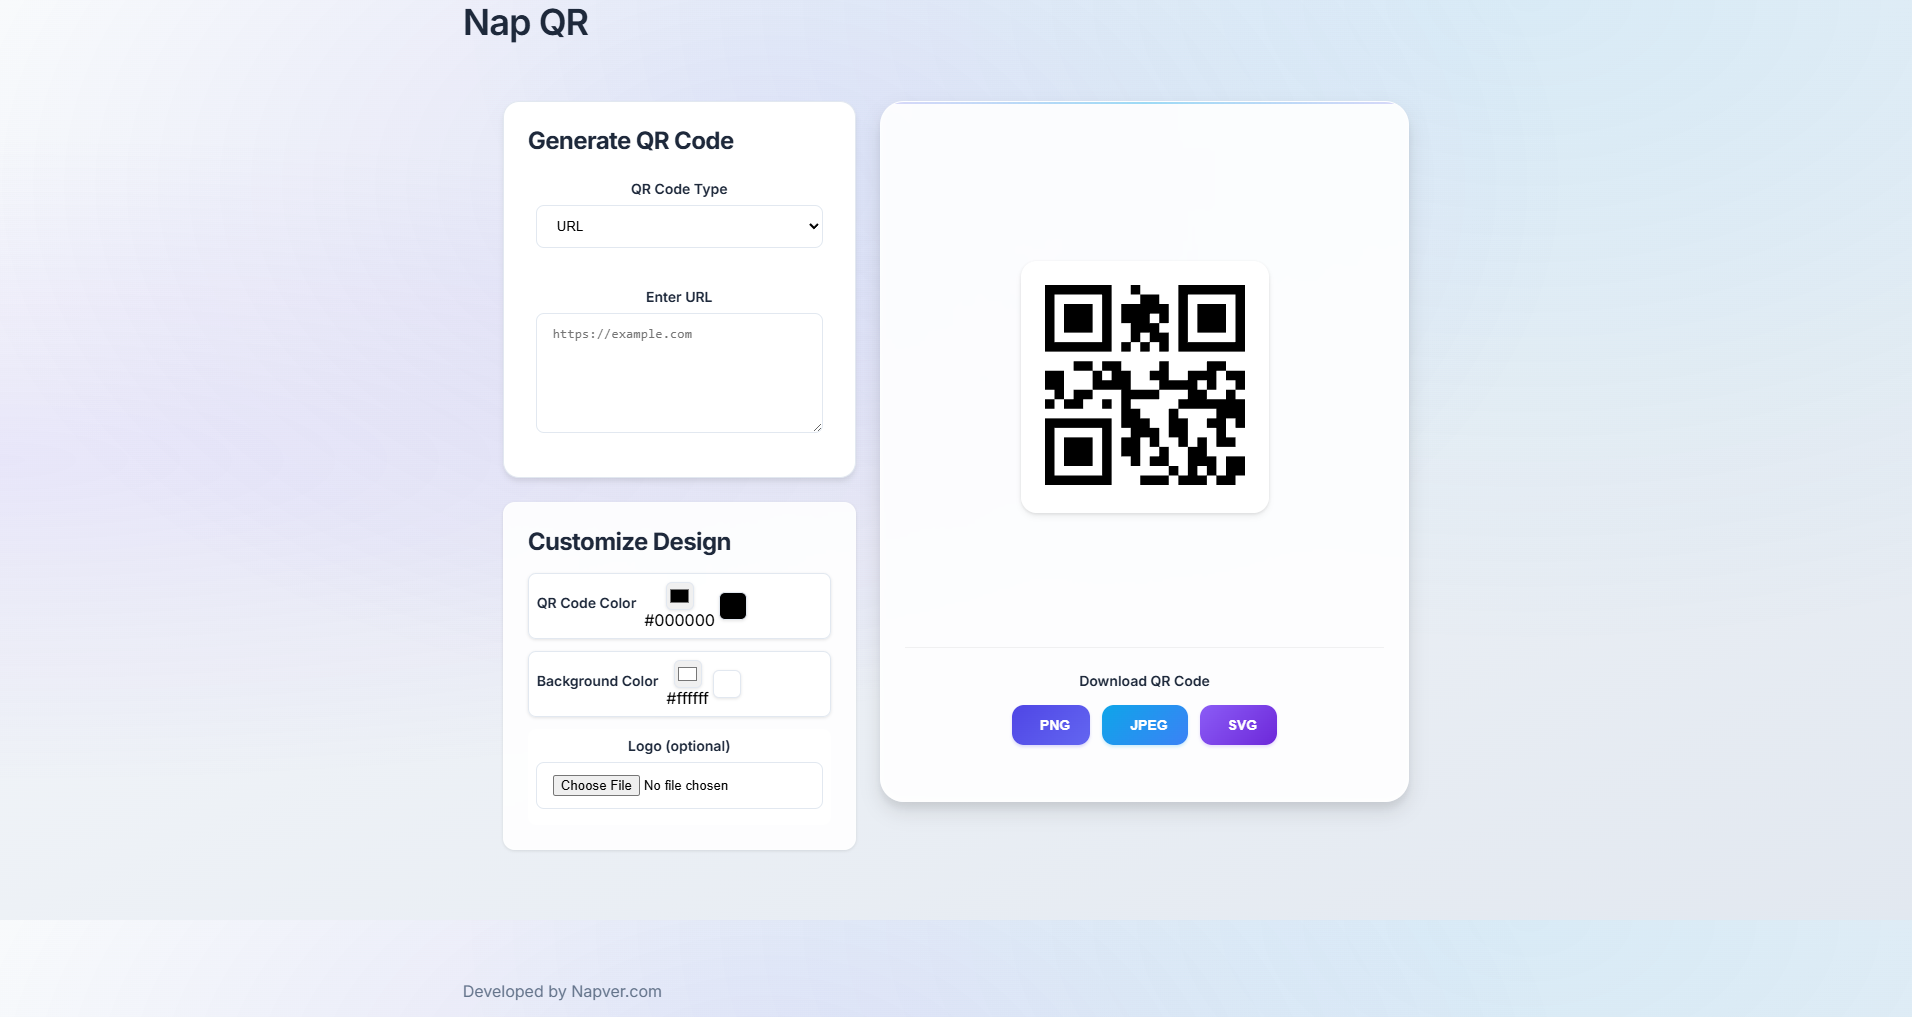 Nap QR
Generate QR Code
QR Code Type
URL
Enter URL
https://example.com
Customize Design
QR Code Color
#000000
Background Color
#ffffff
Logo (optional)
Choose File No file chosen
Download QR Code
PNG JPEG SVG
Developed by Napver.com